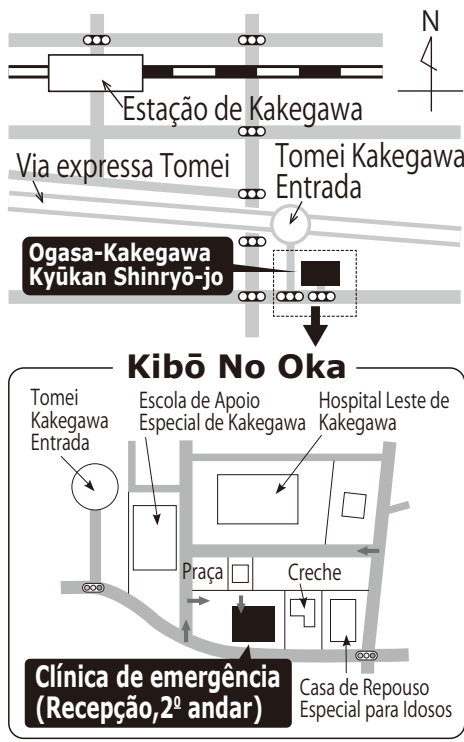 N
Estação de Kakegawa
Via expressa Tomei
Tomei Kakegawa
Entrada
Ogasa-Kakegawa
Kyūkan Shinryō-jo
Kibō No Oka
Tomei
Kakegawa
Entrada
Escola de Apoio
Especial de Kakegawa
Hospital Leste de
Kakegawa
Praça
Creche
Clínica de emergência
(Recepção,2º andar)
Casa de Repouso
Especial para Idosos